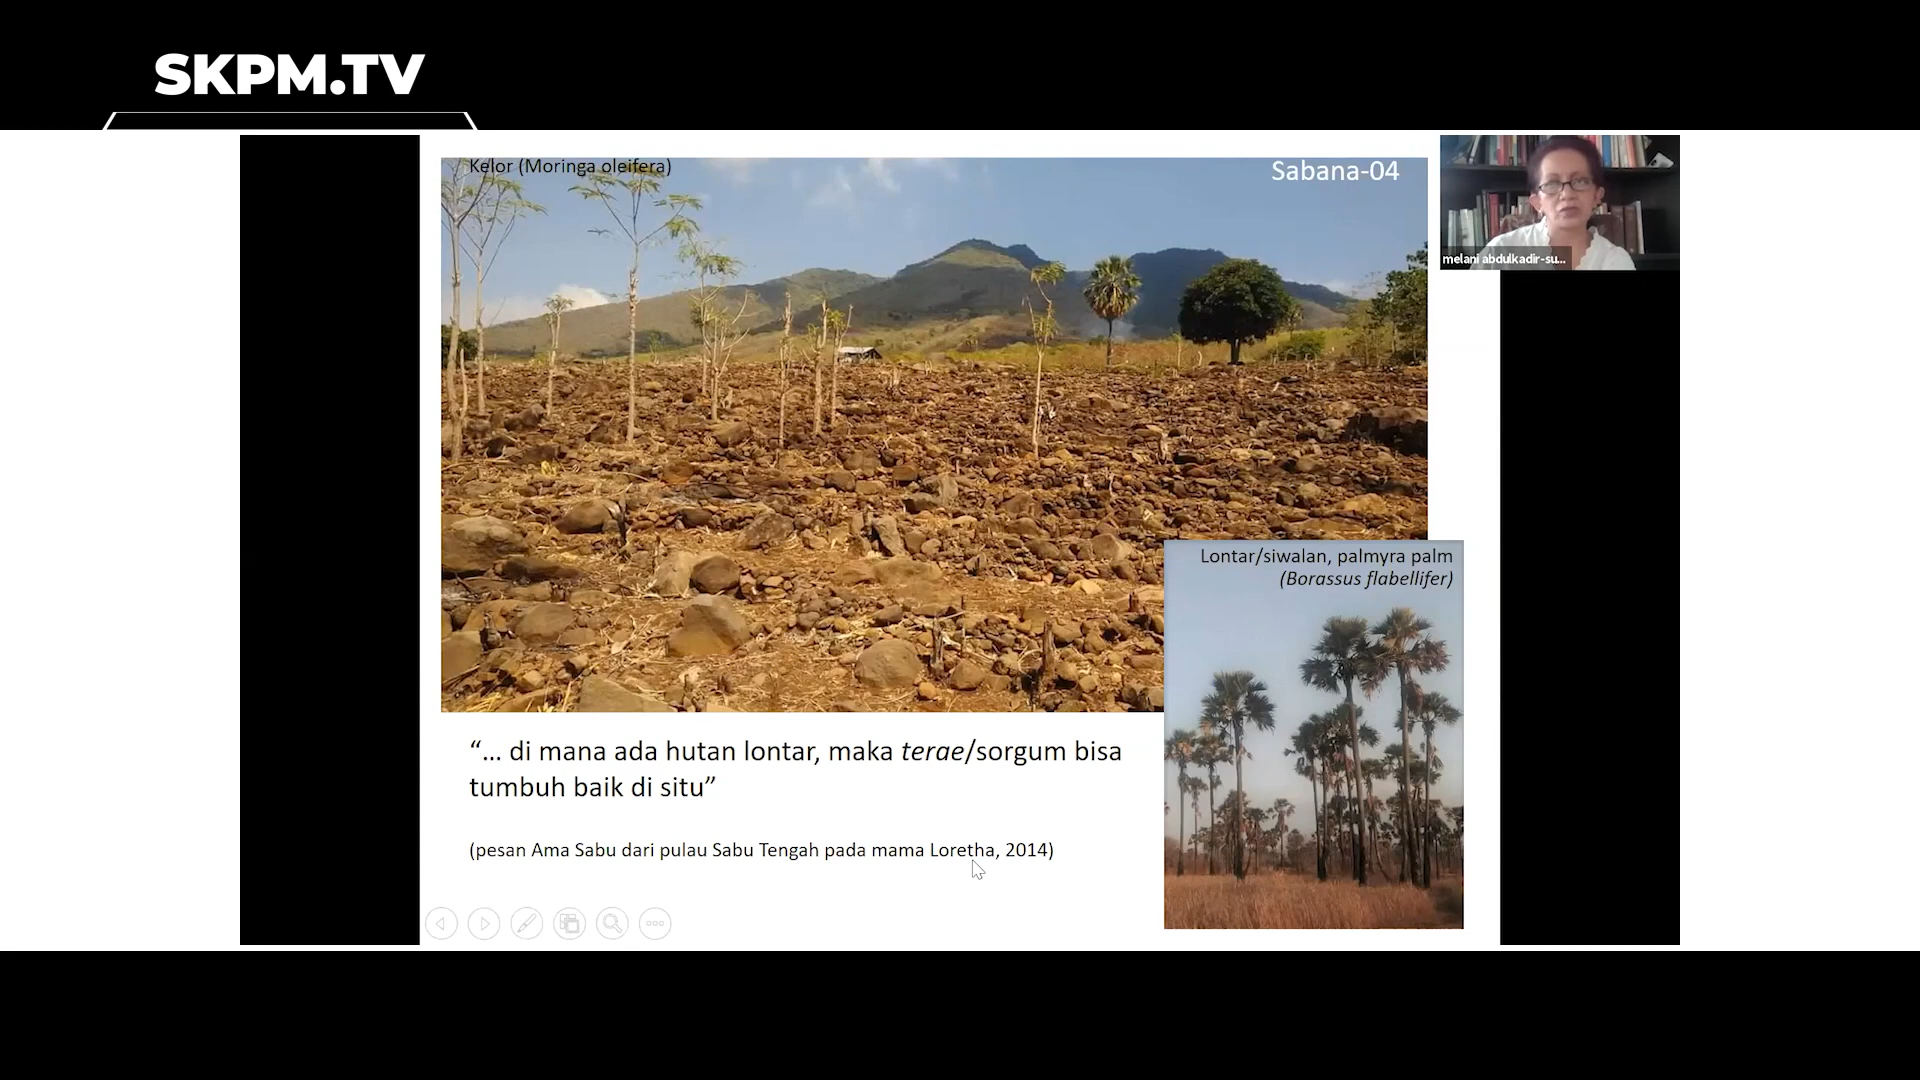 SKPM.TV
Kelor (Moringa oleifera)
Sabana-04
melani abdulkadir-su...
Lontar/siwalan, palmyra palm
(Borassus flabellifer)
“... di mana ada hutan lontar, maka terae/sorgum bisa
tumbuh baik di situ”
(pesan Ama Sabu dari pulau Sabu Tengah pada mama Loretha, 2014)